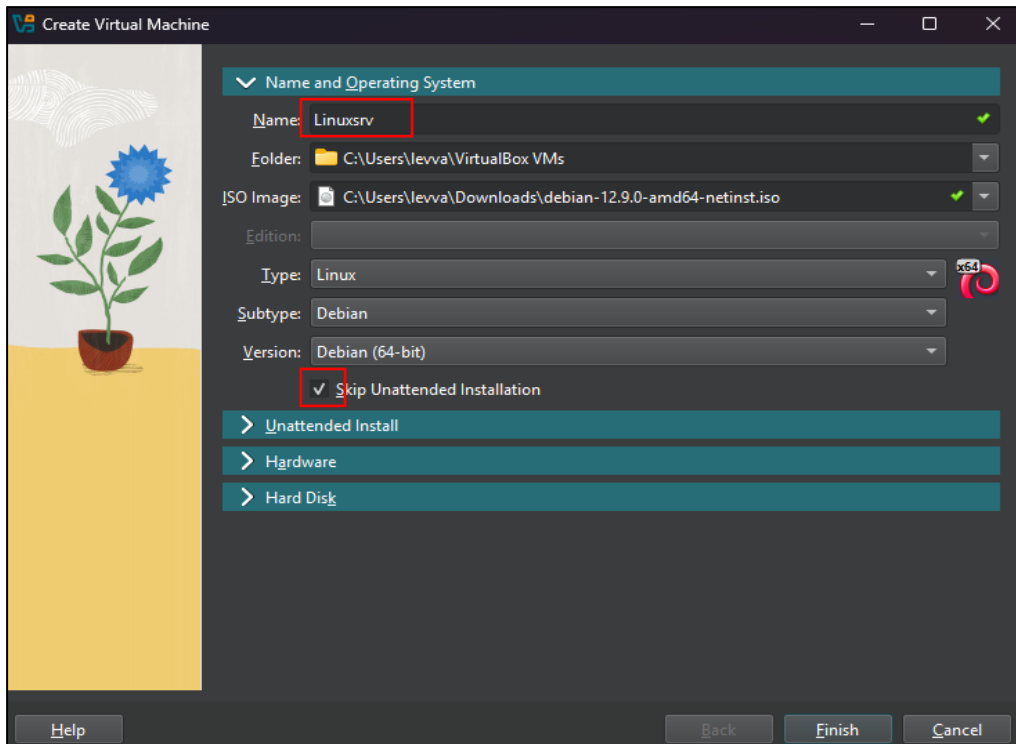 Create Virtual Machine
Name and Operating System
Name: Linuxsrv
Folder: C:\Users\levva\VirtualBox VMs
ISO Image: C:\Users\levva\Downloads\debian-12.9.0-amd64-netinst.iso
Edition:
Type: Linux
x64
Subtype: Debian
Version: Debian (64-bit)
Skip Unattended Installation
Unattended Install
Hardware
Hard Disk
Help Back Finish Cancel